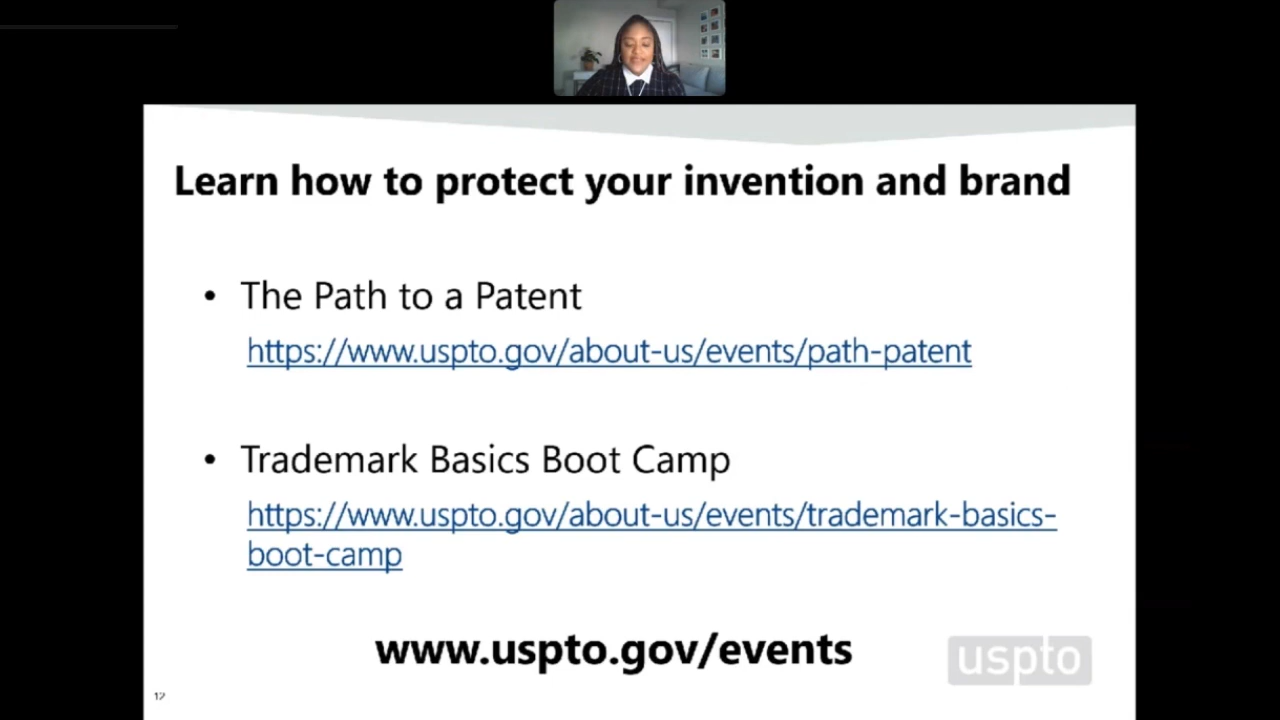 Learn how to protect your invention and brand
• The Path to a Patent
https://www.uspto.gov/about-us/events/path-patent
• Trademark Basics Boot Camp
https://www.uspto.gov/about-us/events/trademark-basics-
boot-camp
www.uspto.gov/events
uspto
12